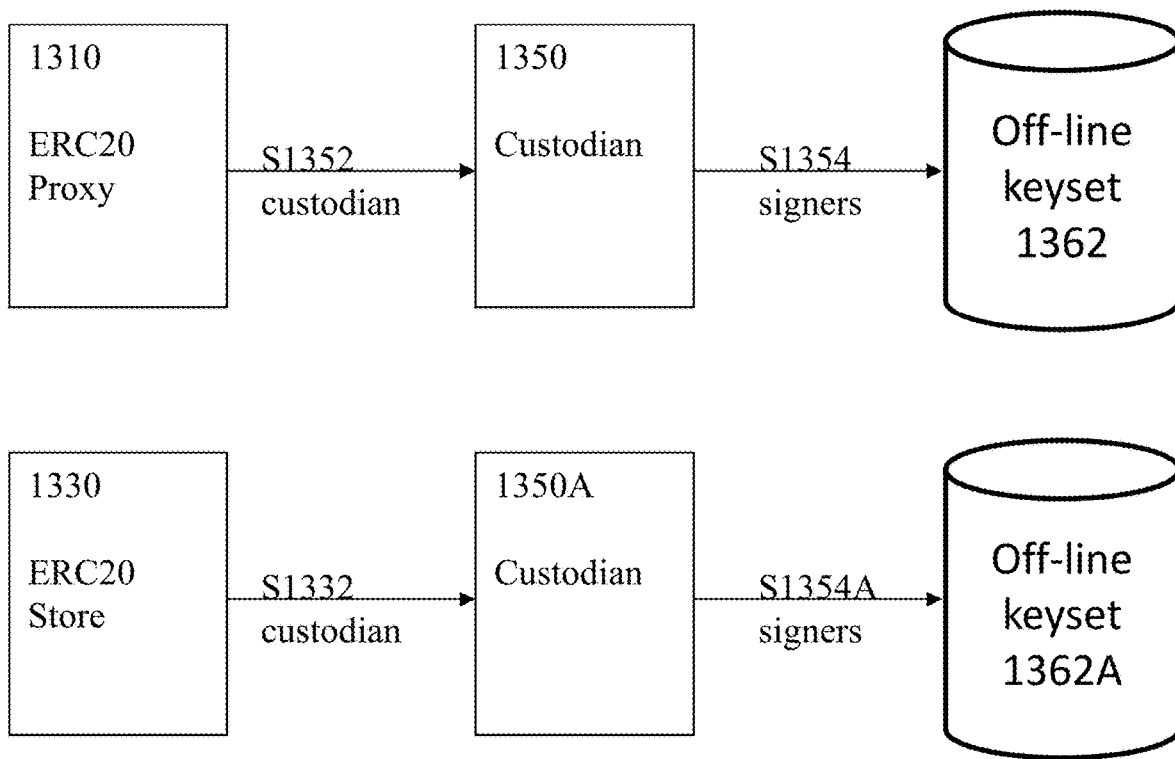 1310
ERC20
Proxy
S1352
custodian
1350
Custodian
S1354
signers
Off-line
keyset
1362
1330
ERC20
Store
S1332
custodian
1350A
Custodian
S1354A
signers
Off-line
keyset
1362A